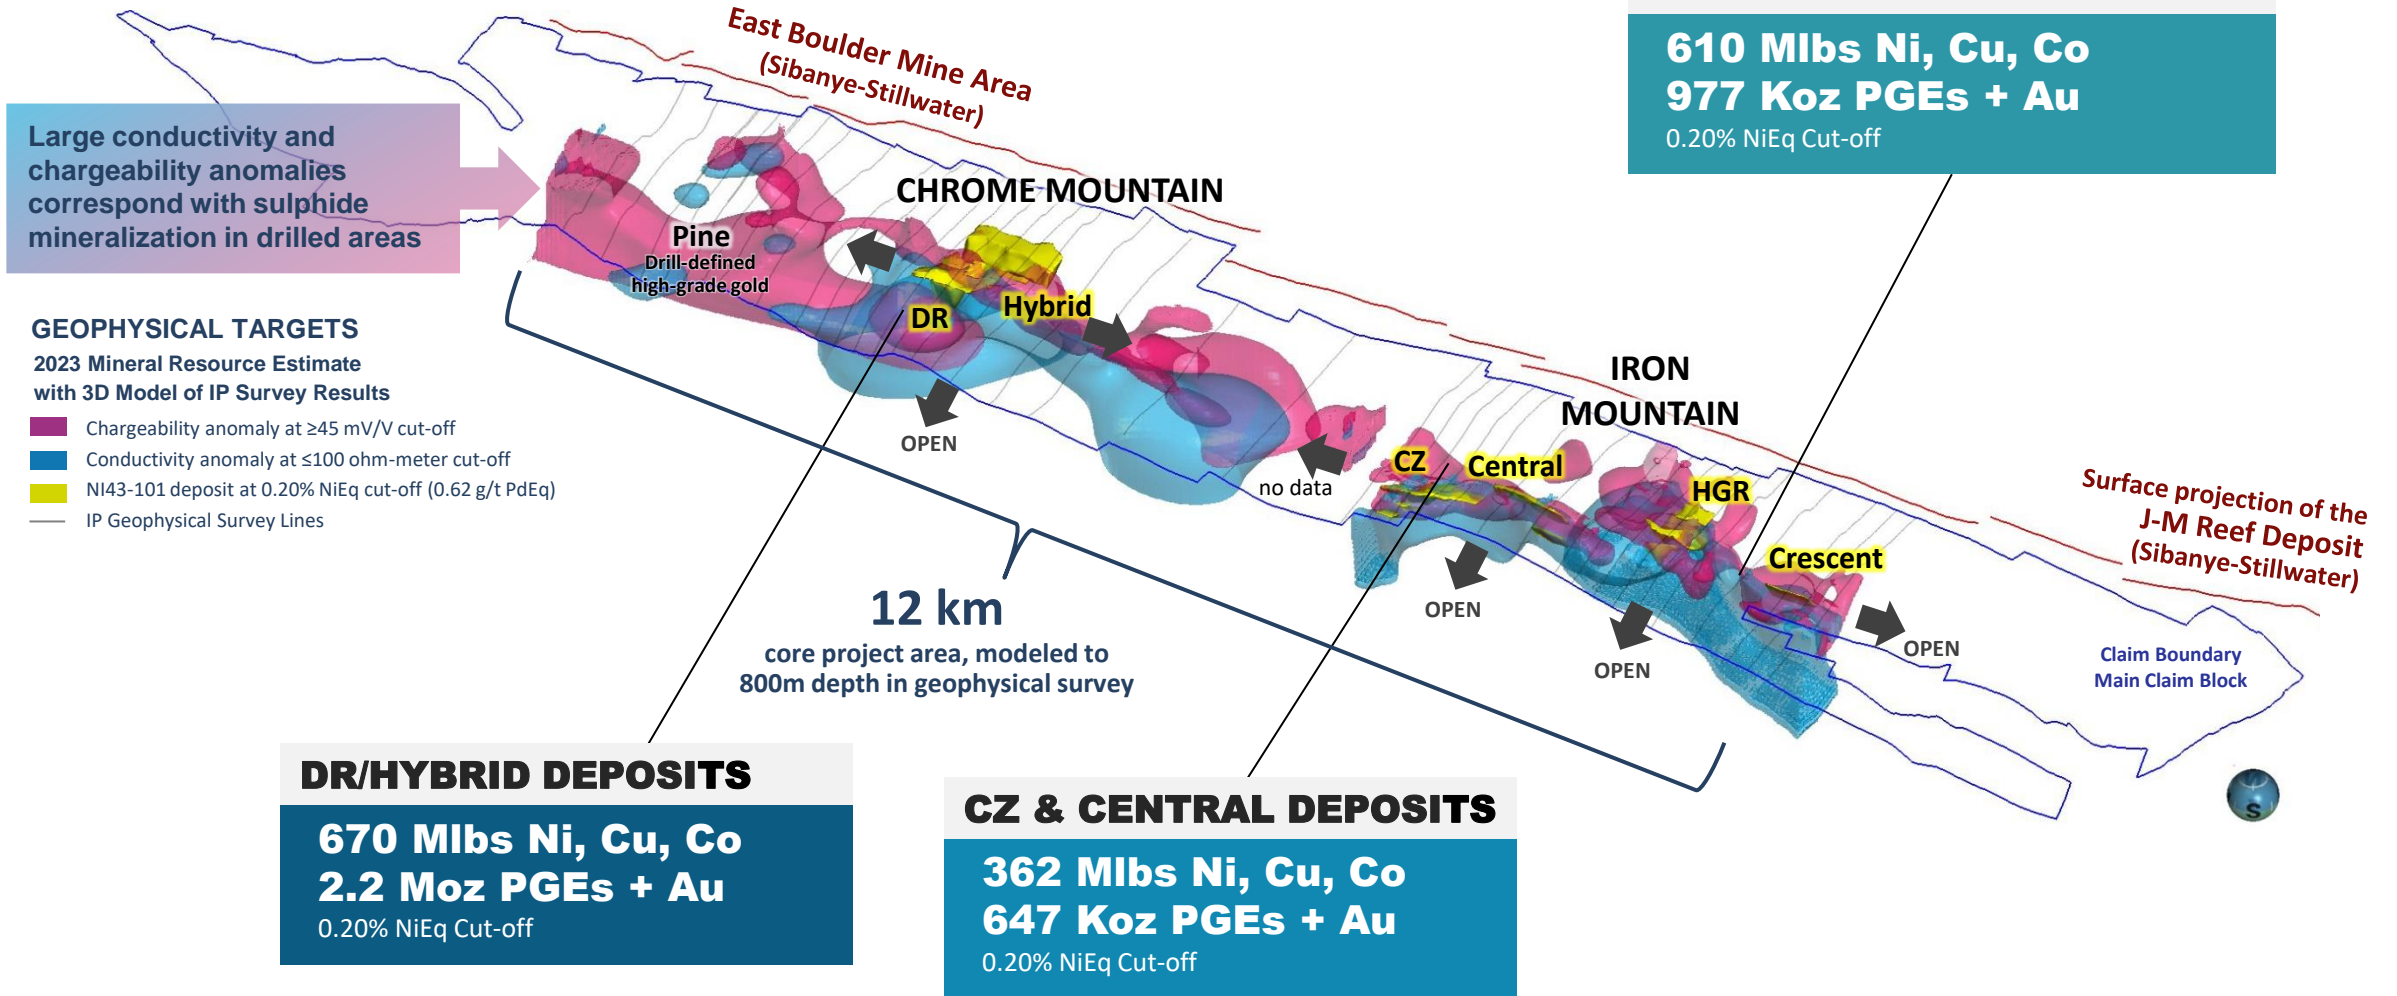 East Boulder Mine Area
(Sibanye-Stillwater)
610 Mlbs Ni, Cu, Co
977 Koz PGEs + Au
0.20% NiEq Cut-off
Large conductivity and
chargeability anomalies
correspond with sulphide
mineralization in drilled areas
CHROME MOUNTAIN
Pine
Drill-defined
high-grade gold
DR
Hybrid
OPEN
no data
IRON
MOUNTAIN
CZ
Central
HGR
Crescent
OPEN
OPEN
OPEN
Surface projection of the
J-M Reef Deposit
(Sibanye-Stillwater)
Claim Boundary
Main Claim Block
GEOPHYSICAL TARGETS
2023 Mineral Resource Estimate
with 3D Model of IP Survey Results
Chargeability anomaly at ≥45 mV/V cut-off
Conductivity anomaly at ≤100 ohm-meter cut-off
NI43-101 deposit at 0.20% NiEq cut-off (0.62 g/t PdEq)
IP Geophysical Survey Lines
12 km
core project area, modeled to
800m depth in geophysical survey
DR/HYBRID DEPOSITS
670 Mlbs Ni, Cu, Co
2.2 Moz PGEs + Au
0.20% NiEq Cut-off
CZ & CENTRAL DEPOSITS
362 Mlbs Ni, Cu, Co
647 Koz PGEs + Au
0.20% NiEq Cut-off
S